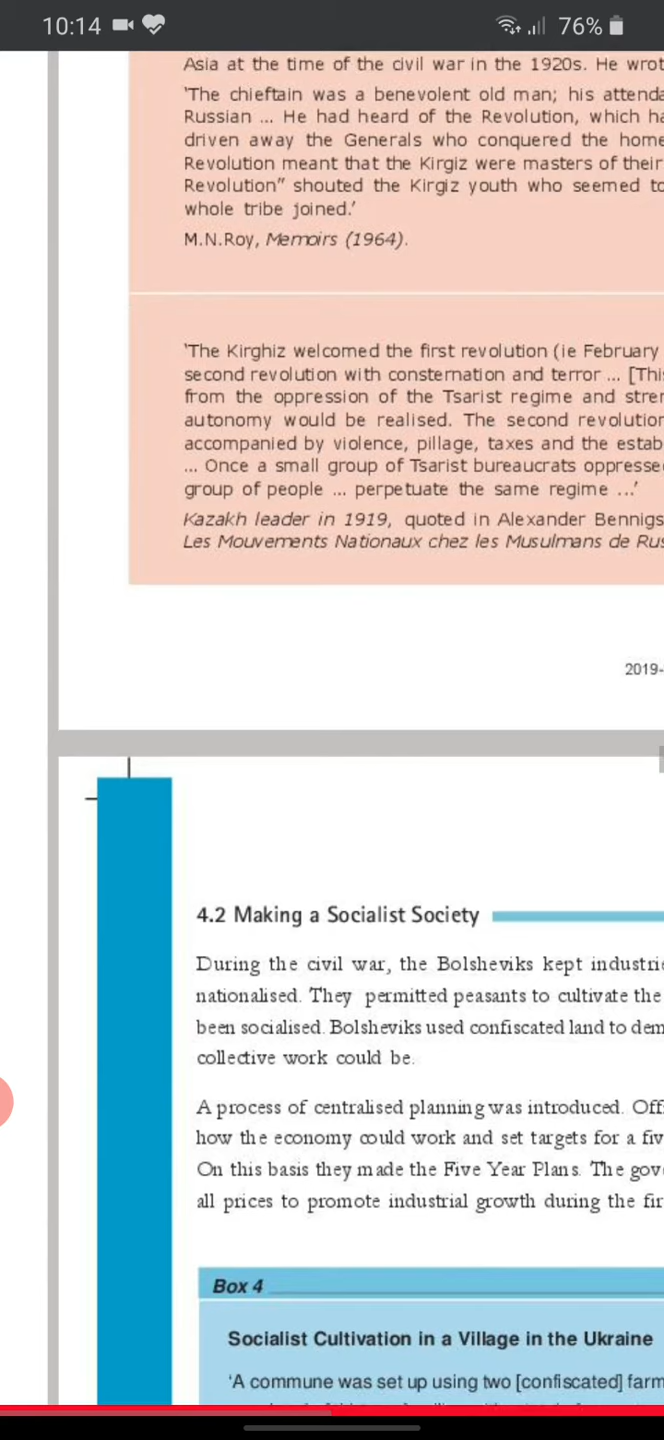 10:14 76%
Asia at the time of the civil war in the 1920s. He wrot
'The chieftain was a benevolent old man; his attenda
Russian ... He had heard of the Revolution, which ha
driven away the Generals who conquered the home
Revolution meant that the Kirgiz were masters of their
Revolution" shouted the Kirgiz youth who seemed to
whole tribe joined.'
M.N.Roy, Memoirs (1964).
'The Kirghiz welcomed the first revolution (ie February
second revolution with consternation and terror ... [This
from the oppression of the Tsarist regime and stren
autonomy would be realised. The second revolution
accompanied by violence, pillage, taxes and the estab
... Once a small group of Tsarist bureaucrats oppresse
group of people ... perpetuate the same regime ...'
Kazakh leader in 1919, quoted in Alexander Bennigs
Les Mouvements Nationaux chez les Musulmans de Rus
2019-
4.2 Making a Socialist Society
During the civil war, the Bolsheviks kept industrie
nationalised. They permitted peasants to cultivate the
been socialised. Bolsheviks used confiscated land to dem
collective work could be.
A process of centralised planning was introduced. Off
how the economy could work and set targets for a fiv
On this basis they made the Five Year Plans. The gov
all prices to promote industrial growth during the fir
Box 4
Socialist Cultivation in a Village in the Ukraine
'A commune was set up using two [confiscated] farm